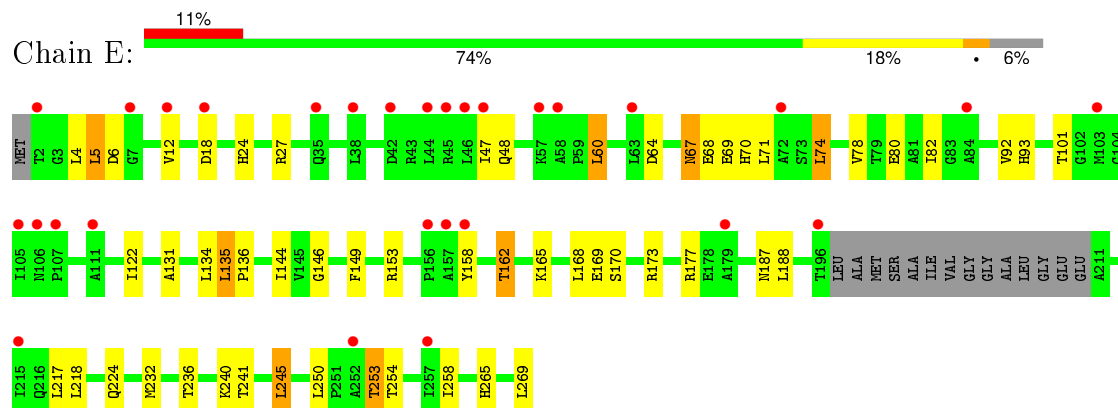 11%
Chain E:
74% 18% • 6%
MET T2 G3 L4 L5 D6 G7 V12 D18 H24 R27 Q35 L38 D42 R43 L44 R45 L46 I47 Q48 K57 A58 P59 L60 L63 D64 N67 E68 E69 H70 L71 A72 S73 L74 V78 T79 E80 A81 I82 G83 A84 V92 H93 T101 G102 M103 G104
I105 N106 P107 A111 I122 A131 L134 L135 P136 I144 V145 G146 F149 R153 P156 A157 Y158 T162 K165 L168 E169 S170 R173 R177 E178 A179 N187 L188 T196 LEU ALA MET SER ALA ILE VAL GLY GLY ALA LEU GLY GLU GLU A211
I215 Q216 L217 L218 Q224 M232 T236 K240 T241 L245 L250 P251 A252 T253 T254 I257 I258 H265 L269